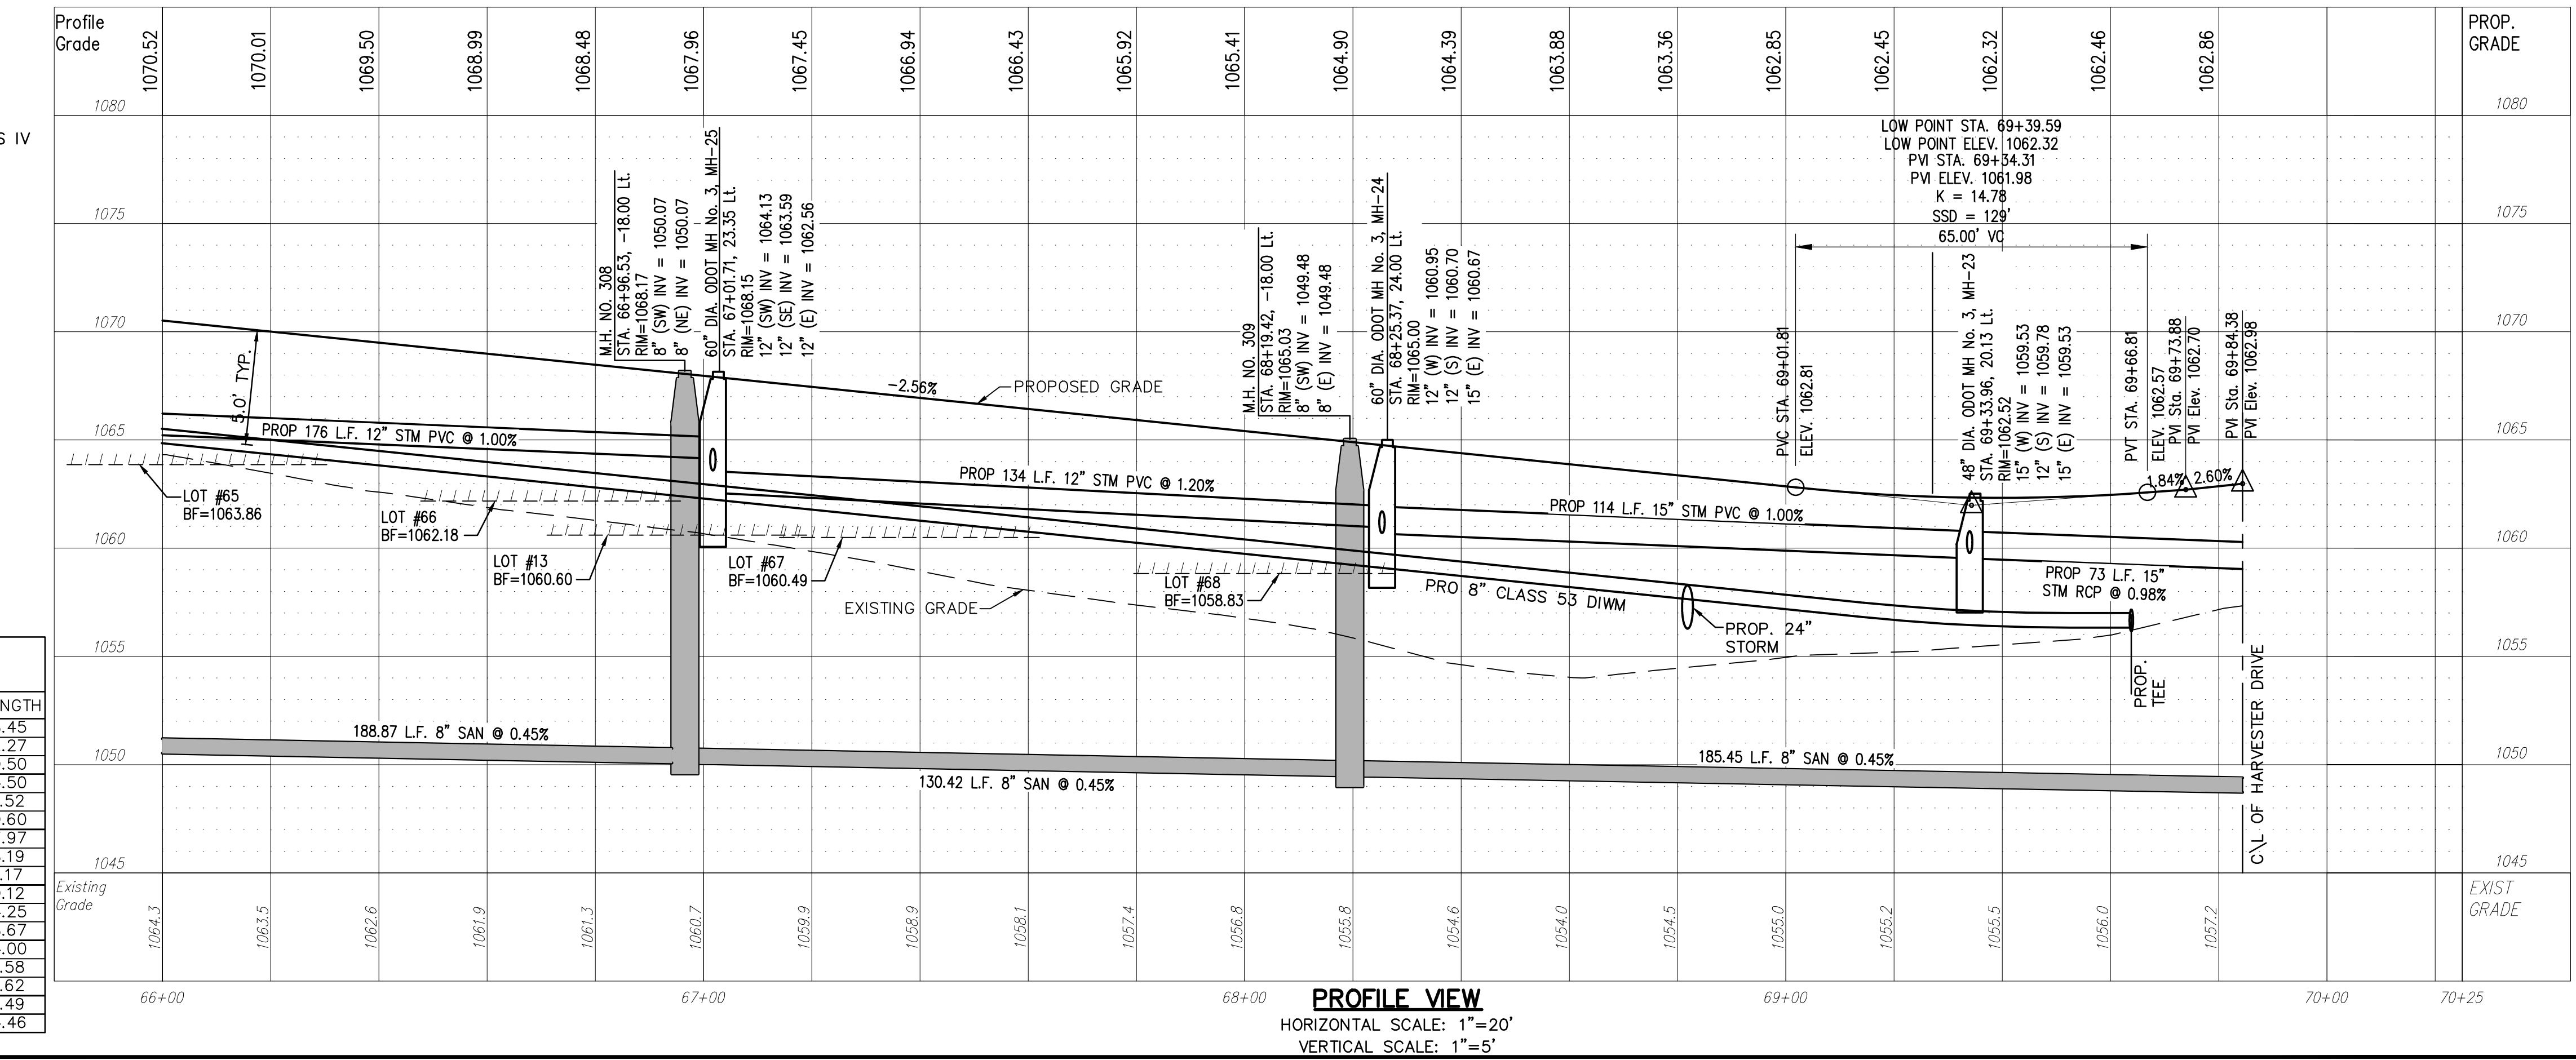 Profile
Grade
1070.52
1070.01
1069.50
1068.99
1068.48
1067.96
1067.45
1066.94
1066.43
1065.92
1065.41
1064.90
1064.39
1063.88
1063.36
1062.85
1062.45
1062.32
1062.46
1062.86
PROP.
GRADE
1080
1080
1075
1075
1070
1070
1065
1065
1060
1060
1055
1055
1050
1050
1045
1045
S IV
NGTH
.45
.27
.50
.50
.52
.60
.97
.19
.17
.12
.25
.67
.00
.58
.62
.49
.46
5.0' TYP.
PROP 176 L.F. 12" STM PVC @ 1.00%
LOT #65
BF=1063.86
LOT #66
BF=1062.18
LOT #13
BF=1060.60
LOT #67
BF=1060.49
LOT #68
BF=1058.83
M.H. NO. 308
STA. 66+96.53, -18.00 Lt.
RIM=1068.17
8" (SW) INV = 1050.07
8" (NE) INV = 1050.07
60" DIA. ODOT MH No. 3, MH-25
STA. 67+01.71, 23.35 Lt.
RIM=1068.15
12" (SW) INV = 1064.13
12" (SE) INV = 1063.59
12" (E) INV = 1062.56
-2.56%
PROPOSED GRADE
PROP 134 L.F. 12" STM PVC @ 1.20%
EXISTING GRADE
M.H. NO. 309
STA. 68+19.42, -18.00 Lt.
RIM=1065.03
8" (SW) INV = 1049.48
8" (E) INV = 1049.48
60" DIA. ODOT MH No. 3, MH-24
STA. 68+25.37, 24.00 Lt.
RIM=1065.00
12" (W) INV = 1060.95
12" (S) INV = 1060.70
15" (E) INV = 1060.67
PROP 114 L.F. 15" STM PVC @ 1.00%
PRO 8" CLASS 53 DIWM
PROP. 24"
STORM
LOW POINT STA. 69+39.59
LOW POINT ELEV. 1062.32
PVI STA. 69+34.31
PVI ELEV. 1061.98
K = 14.78
SSD = 129'
65.00' VC
PVC STA. 69+01.81
ELEV. 1062.81
48" DIA. ODOT MH No. 3, MH-23
STA. 69+33.96, 20.13 Lt.
RIM=1062.52
15" (W) INV = 1059.53
12" (S) INV = 1059.78
15" (E) INV = 1059.53
PVT STA. 69+66.81
ELEV. 1062.57
PVI Sta. 69+73.88
PVI Elev. 1062.70
PVI Sta. 69+84.38
PVI Elev. 1062.98
1.84%
2.60%
PROP 73 L.F. 15"
STM RCP @ 0.98%
PROP.
TEE
C\L OF HARVESTER DRIVE
188.87 L.F. 8" SAN @ 0.45%
130.42 L.F. 8" SAN @ 0.45%
185.45 L.F. 8" SAN @ 0.45%
Existing
Grade
1064.3
1063.5
1062.6
1061.9
1061.3
1060.7
1059.9
1058.9
1058.1
1057.4
1056.8
1055.8
1054.6
1054.0
1054.5
1055.0
1055.2
1055.5
1056.0
1057.2
EXIST
GRADE
66+00
67+00
68+00
69+00
70+00
70+25
PROFILE VIEW
HORIZONTAL SCALE: 1"=20'
VERTICAL SCALE: 1"=5'